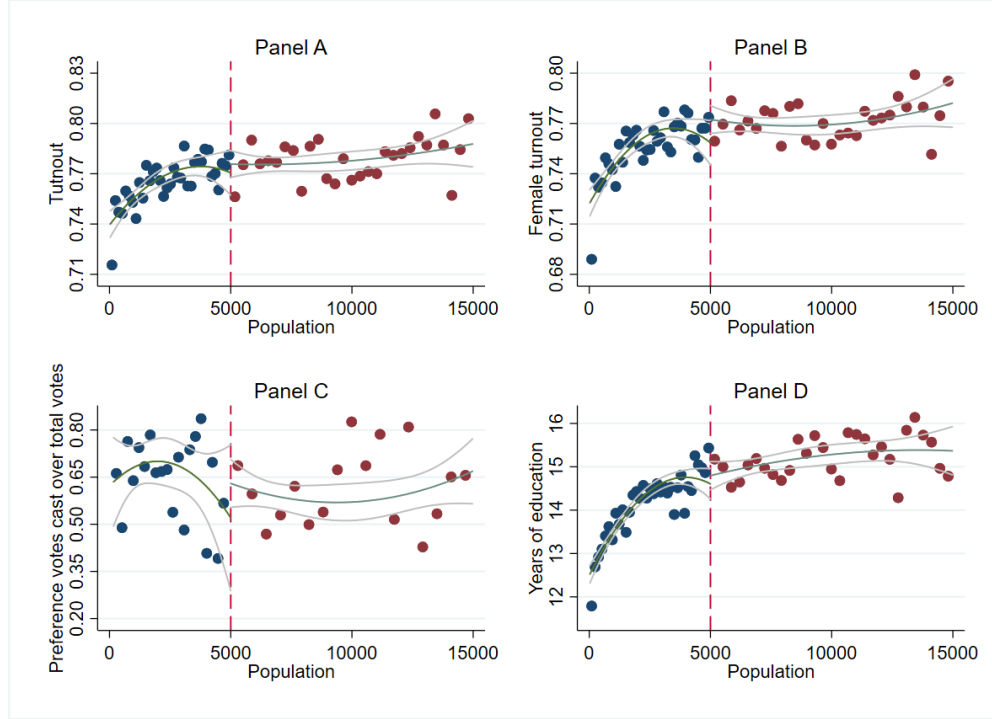 Panel A
Tutnout
0.83
0.80
0.77
0.74
0.71
0 5000 10000 15000
Population
Panel B
Female turnout
0.80
0.77
0.74
0.71
0.68
0 5000 10000 15000
Population
Panel C
Preference votes cast over total votes
0.80
0.65
0.50
0.35
0.20
0 5000 10000 15000
Population
Panel D
Years of education
16
15
14
13
12
0 5000 10000 15000
Population